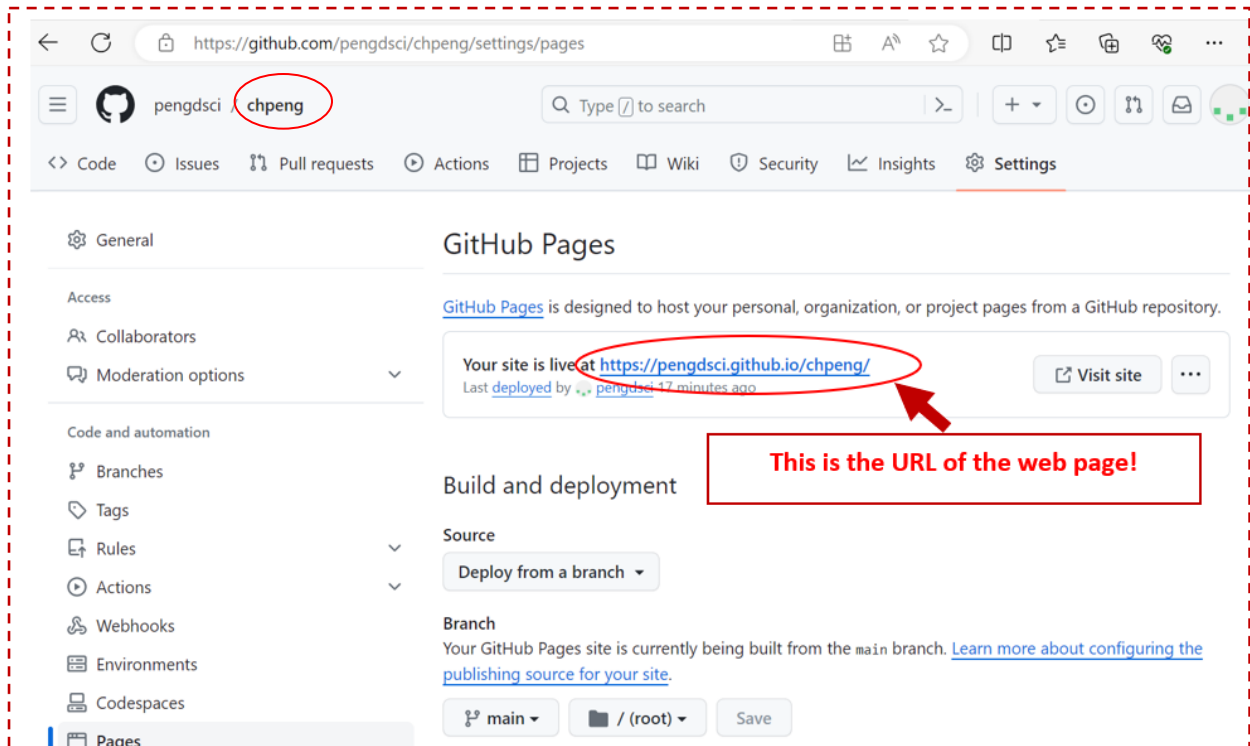 https://github.com/pengdsci/chpeng/settings/pages
pengdsci / chpeng
Type / to search
Code Issues Pull requests Actions Projects Wiki Security Insights Settings
General
Access
Collaborators
Moderation options
Code and automation
Branches
Tags
Rules
Actions
Webhooks
Environments
Codespaces
Pages
GitHub Pages
GitHub Pages is designed to host your personal, organization, or project pages from a GitHub repository.
Your site is live at https://pengdsci.github.io/chpeng/
Last deployed by pengdsci 17 minutes ago
Visit site
This is the URL of the web page!
Build and deployment
Source
Deploy from a branch
Branch
Your GitHub Pages site is currently being built from the main branch. Learn more about configuring the
publishing source for your site.
main / (root) Save